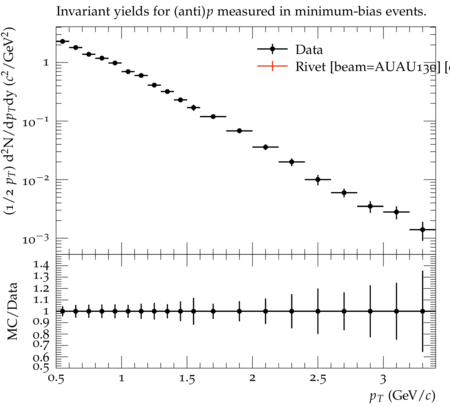 Invariant yields for (anti)p measured in minimum-bias events.
(1/2 p_T) d²N/dp_Tdy (c²/GeV²)
Data
Rivet [beam=AUAU130] [c
1
10⁻¹
10⁻²
10⁻³
MC/Data
1.4
1.3
1.2
1.1
1
0.9
0.8
0.7
0.6
0.5
0.5 1 1.5 2 2.5 3
p_T (GeV/c)